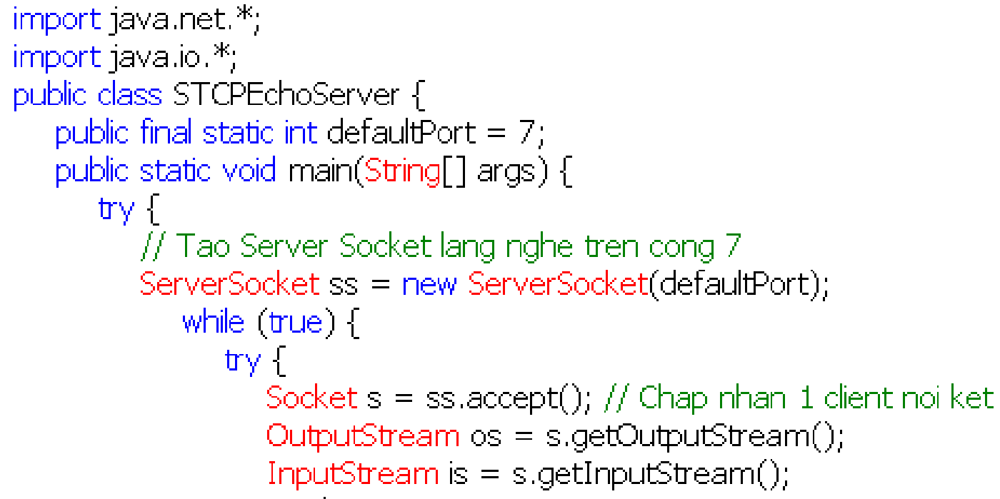 import java.net.*;
import java.io.*;
public class STCPEchoServer {
public final static int defaultPort = 7;
public static void main(String[] args) {
try {
// Tao Server Socket lang nghe tren cong 7
ServerSocket ss = new ServerSocket(defaultPort);
while (true) {
try {
Socket s = ss.accept(); // Chap nhan 1 client noi ket
OutputStream os = s.getOutputStream();
InputStream is = s.getInputStream();